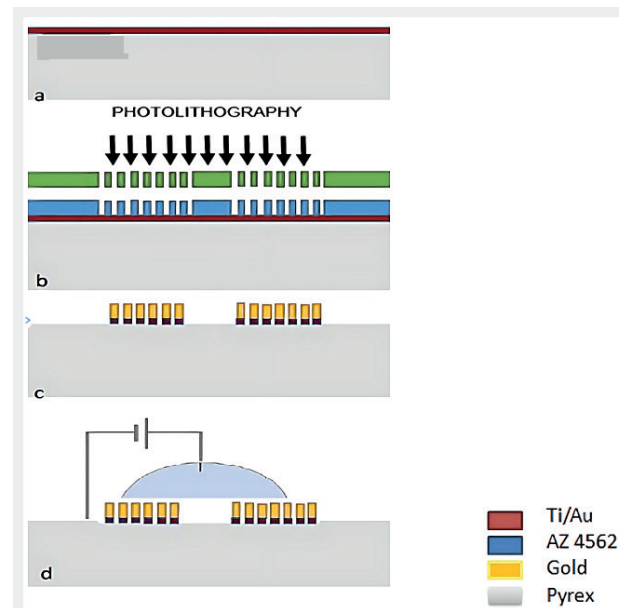 a
PHOTOLITHOGRAPHY
b
c
d
Ti/Au
AZ 4562
Gold
Pyrex